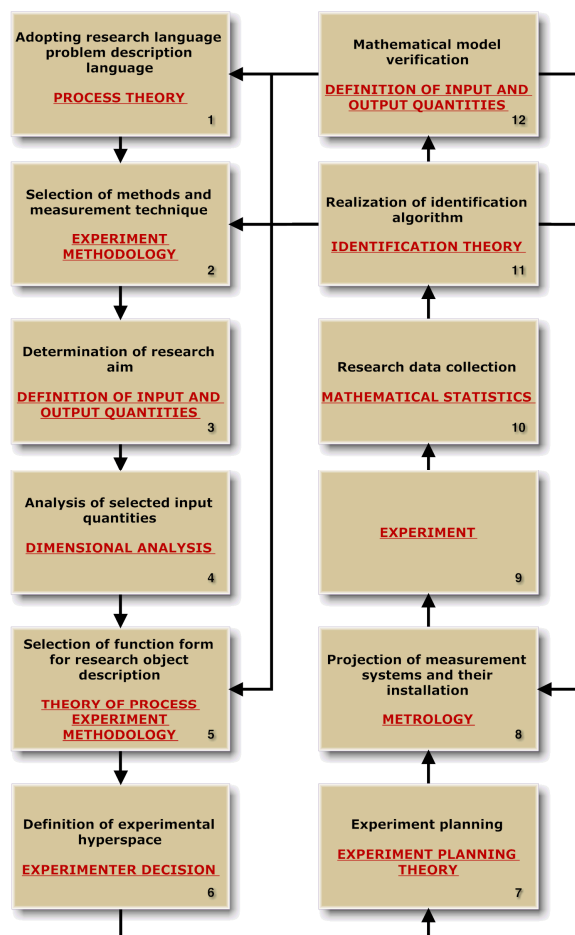 Adopting research language
problem description
language
PROCESS THEORY
1
Selection of methods and
measurement technique
EXPERIMENT
METHODOLOGY
2
Determination of research
aim
DEFINITION OF INPUT AND
OUTPUT QUANTITIES
3
Analysis of selected input
quantities
DIMENSIONAL ANALYSIS
4
Selection of function form
for research object
description
THEORY OF PROCESS
EXPERIMENT
METHODOLOGY
5
Definition of experimental
hyperspace
EXPERIMENTER DECISION
6
Mathematical model
verification
DEFINITION OF INPUT AND
OUTPUT QUANTITIES
12
Realization of identification
algorithm
IDENTIFICATION THEORY
11
Research data collection
MATHEMATICAL STATISTICS
10
EXPERIMENT
9
Projection of measurement
systems and their
installation
METROLOGY
8
Experiment planning
EXPERIMENT PLANNING
THEORY
7